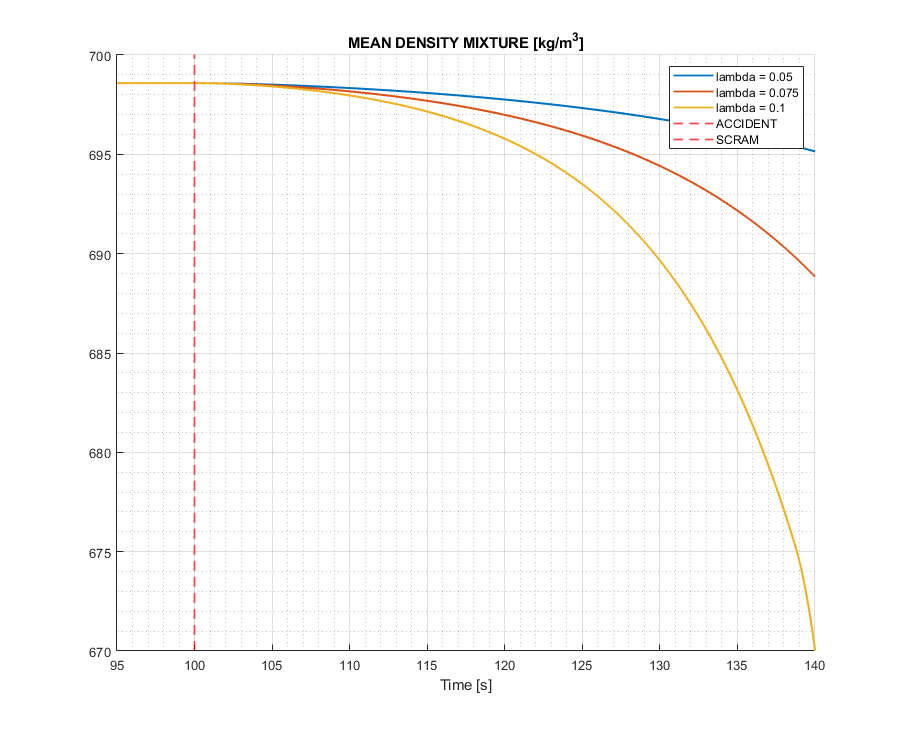 MEAN DENSITY MIXTURE [kg/m³]
700
695
690
685
680
675
670
lambda = 0.05
lambda = 0.075
lambda = 0.1
ACCIDENT
SCRAM
95 100 105 110 115 120 125 130 135 140
Time [s]